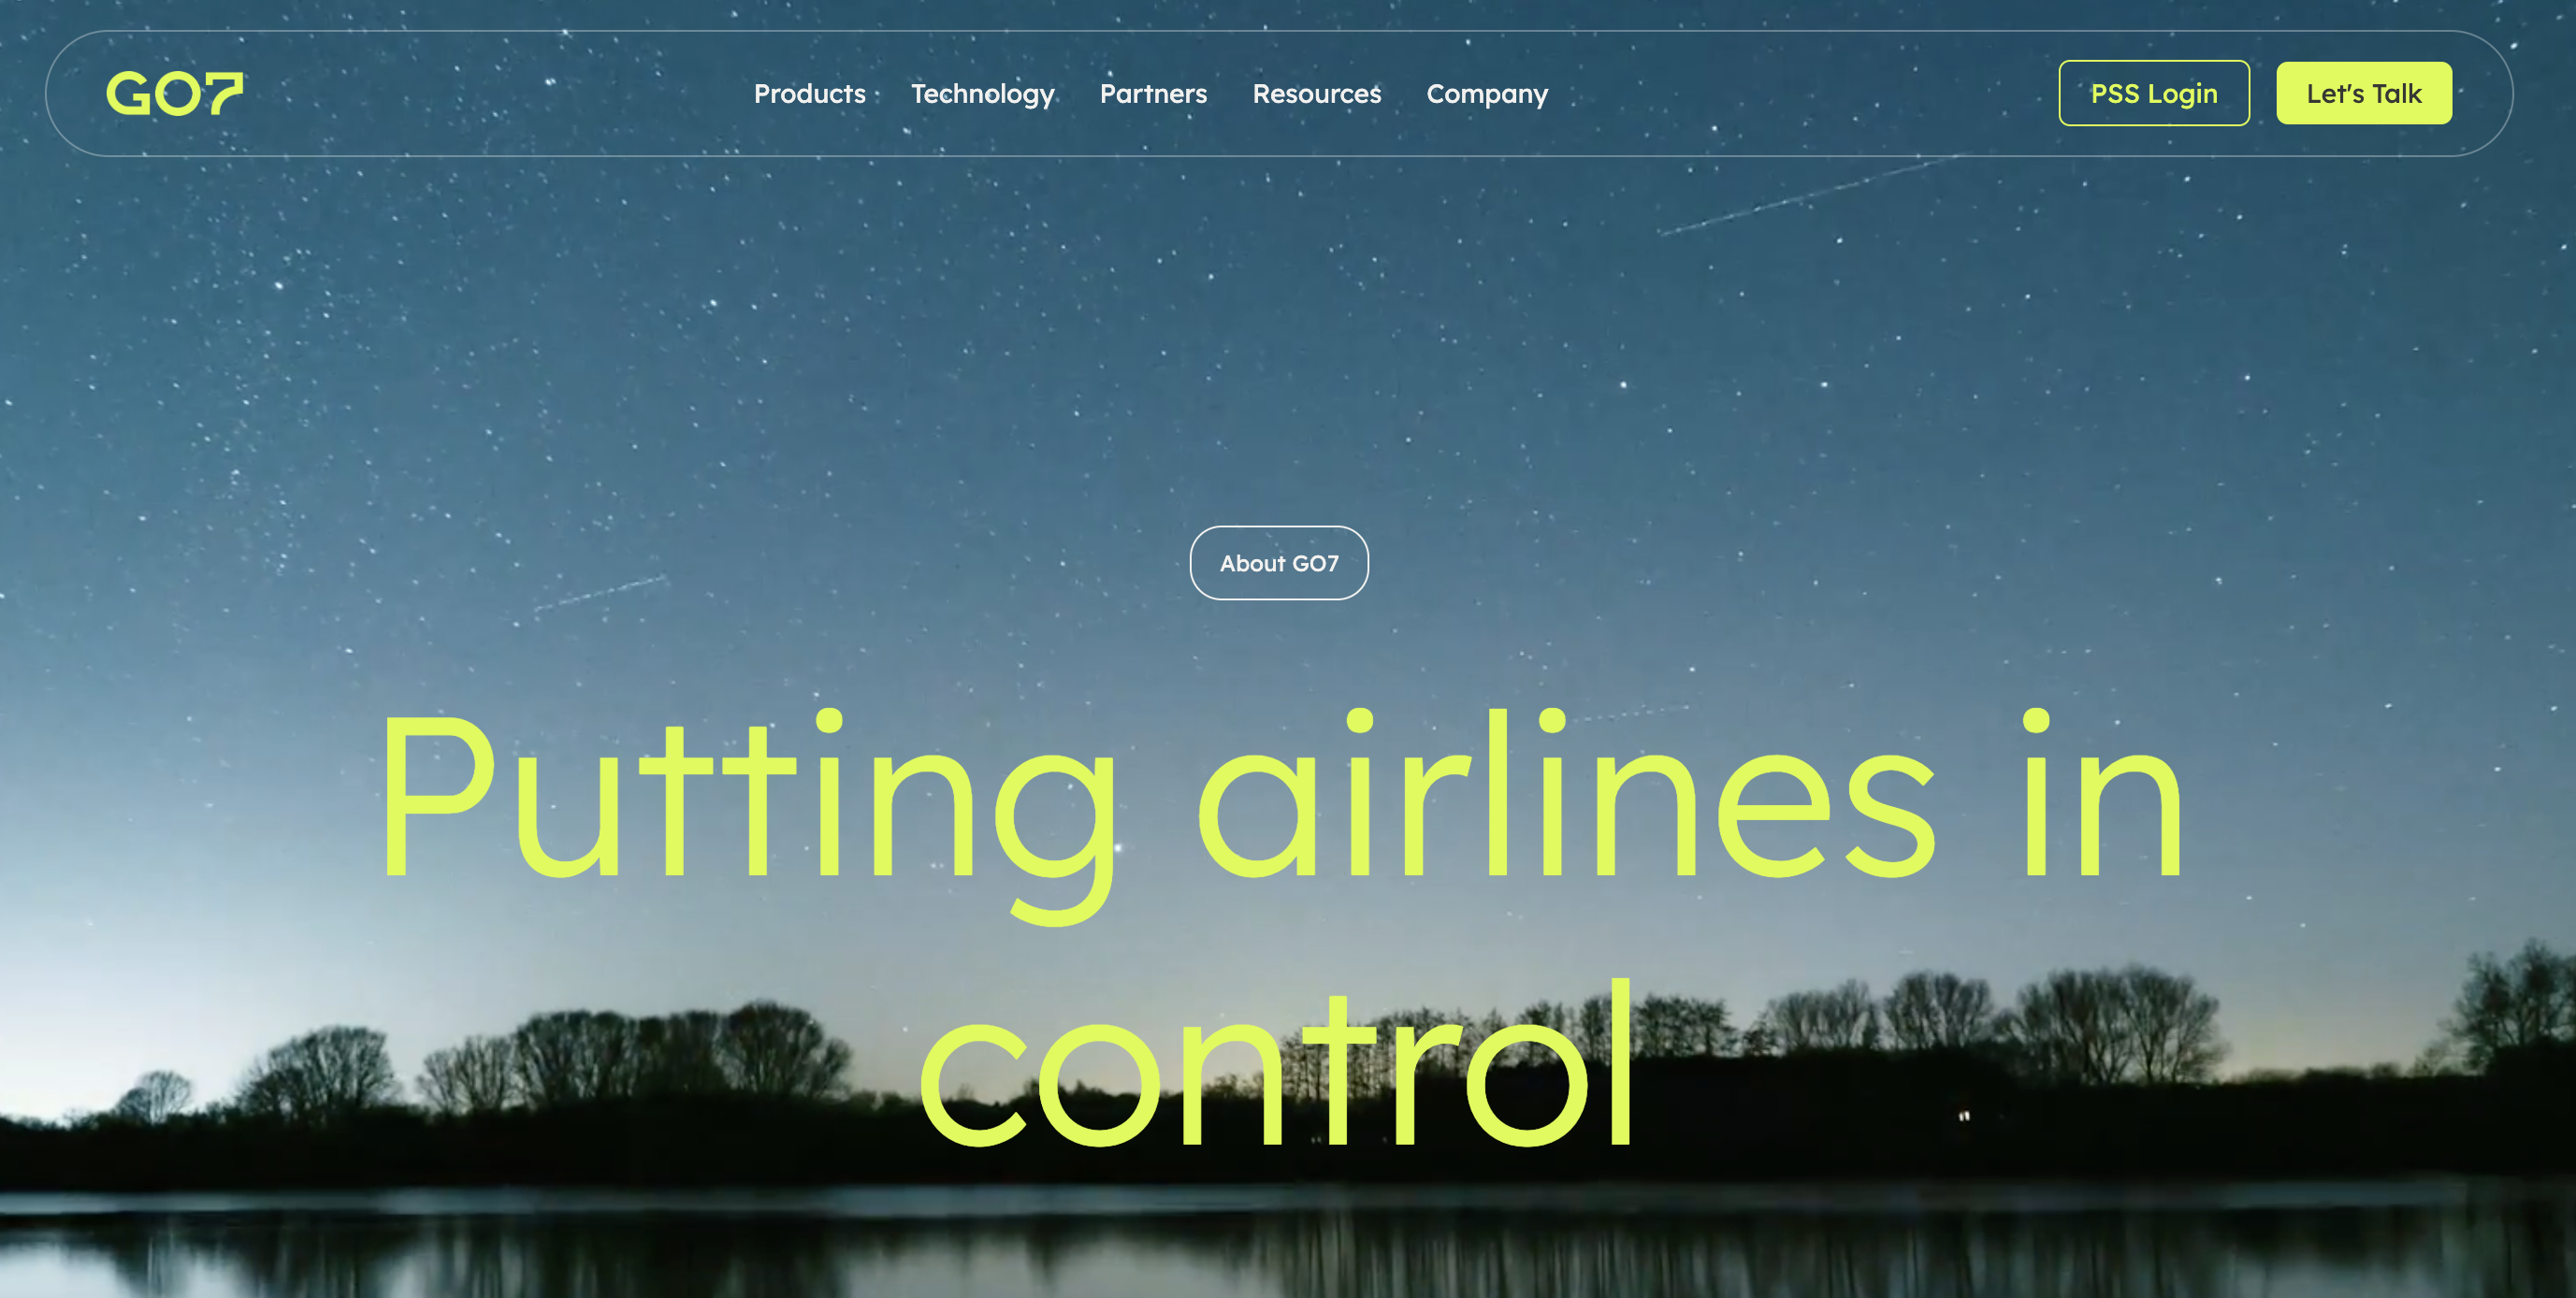 GO7
Products
Technology
Partners
Resources
Company
PSS Login
Let's Talk
About GO7
Putting airlines in
control